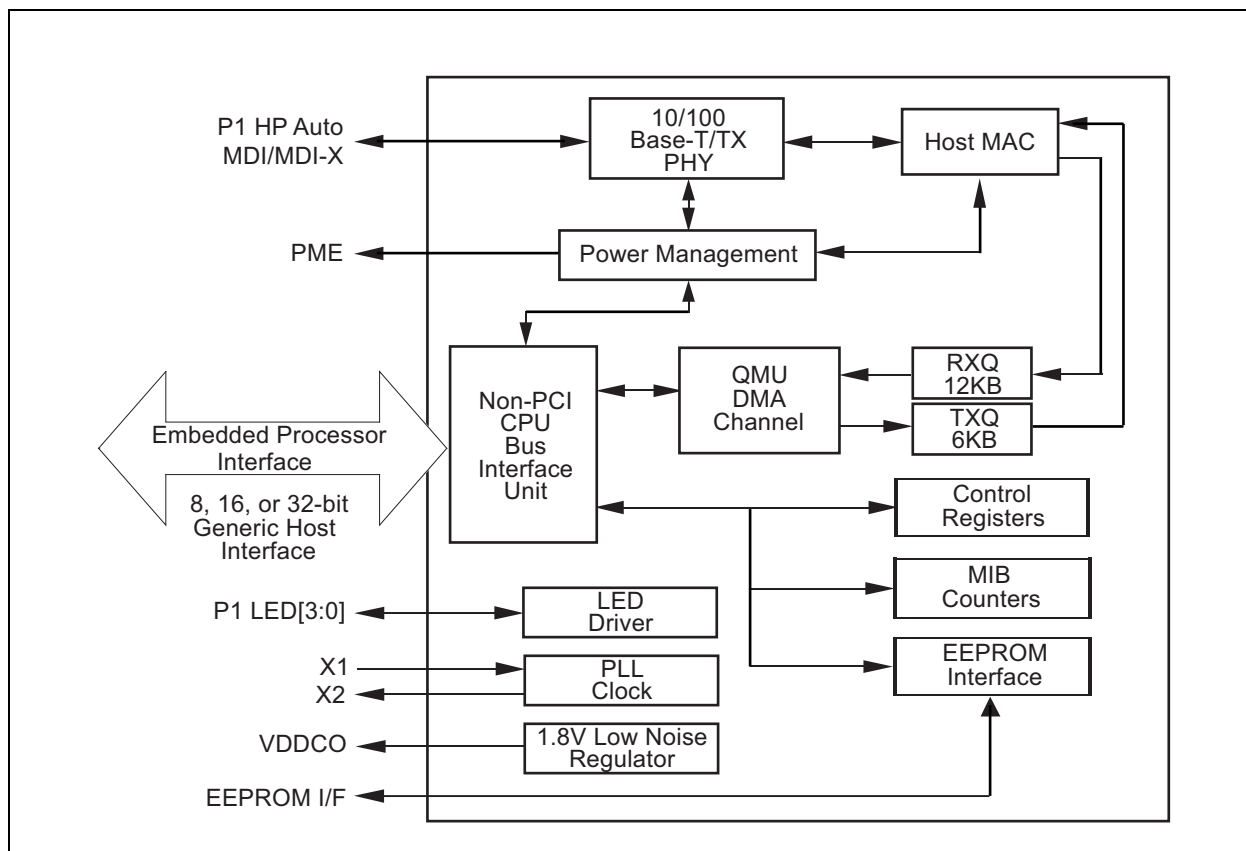 P1 HP Auto
MDI/MDI-X
10/100
Base-T/TX
PHY
Host MAC
PME
Power Management
Non-PCI
CPU
Bus
Interface
Unit
QMU
DMA
Channel
RXQ
12KB
TXQ
6KB
Embedded Processor
Interface
8, 16, or 32-bit
Generic Host
Interface
Control
Registers
MIB
Counters
EEPROM
Interface
P1 LED[3:0]
LED
Driver
X1
X2
PLL
Clock
VDDCO
1.8V Low Noise
Regulator
EEPROM I/F